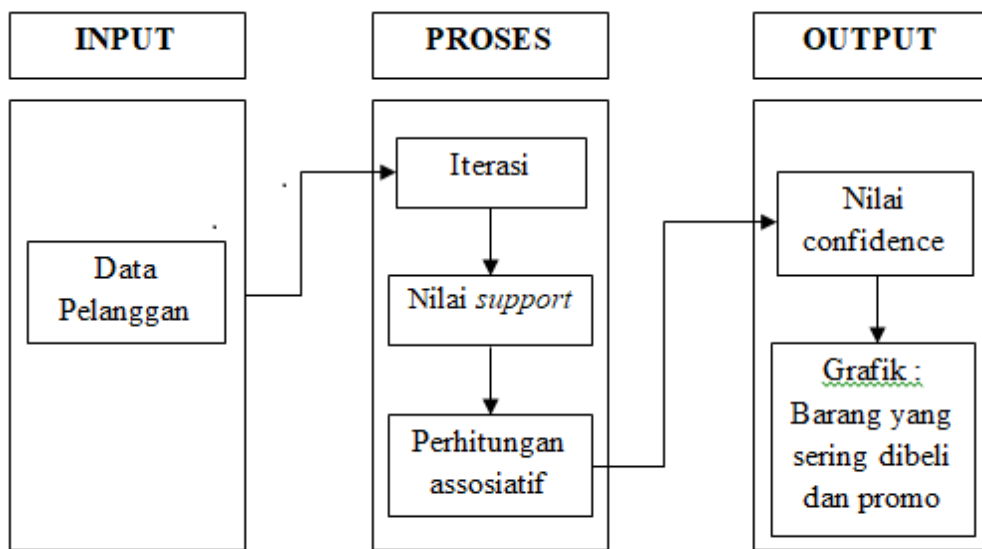 INPUT
PROSES
OUTPUT
Data
Pelanggan
Iterasi
Nilai support
Perhitungan
assosiatif
Nilai
confidence
Grafik :
Barang yang
sering dibeli
dan promo